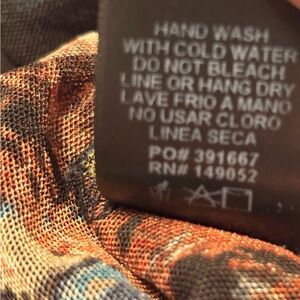 HAND WASH
WITH COLD WATER
DO NOT BLEACH
LINE OR HANG DRY
LAVE FRIO A MANO
NO USAR CLORO
LINEA SECA
PO# 391667
RN# 149052